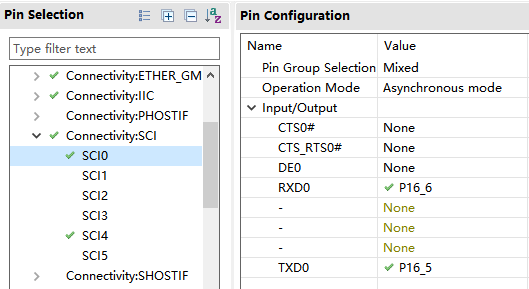 Pin Selection
Type filter text
Connectivity:ETHER_GM
Connectivity:IIC
Connectivity:PHOSTIF
Connectivity:SCI
SCI0
SCI1
SCI2
SCI3
SCI4
SCI5
Connectivity:SHOSTIF
Pin Configuration
Name Value
Pin Group Selection Mixed
Operation Mode Asynchronous mode
Input/Output
CTS0# None
CTS_RTS0# None
DE0 None
RXD0 P16_6
- None
- None
- None
TXD0 P16_5